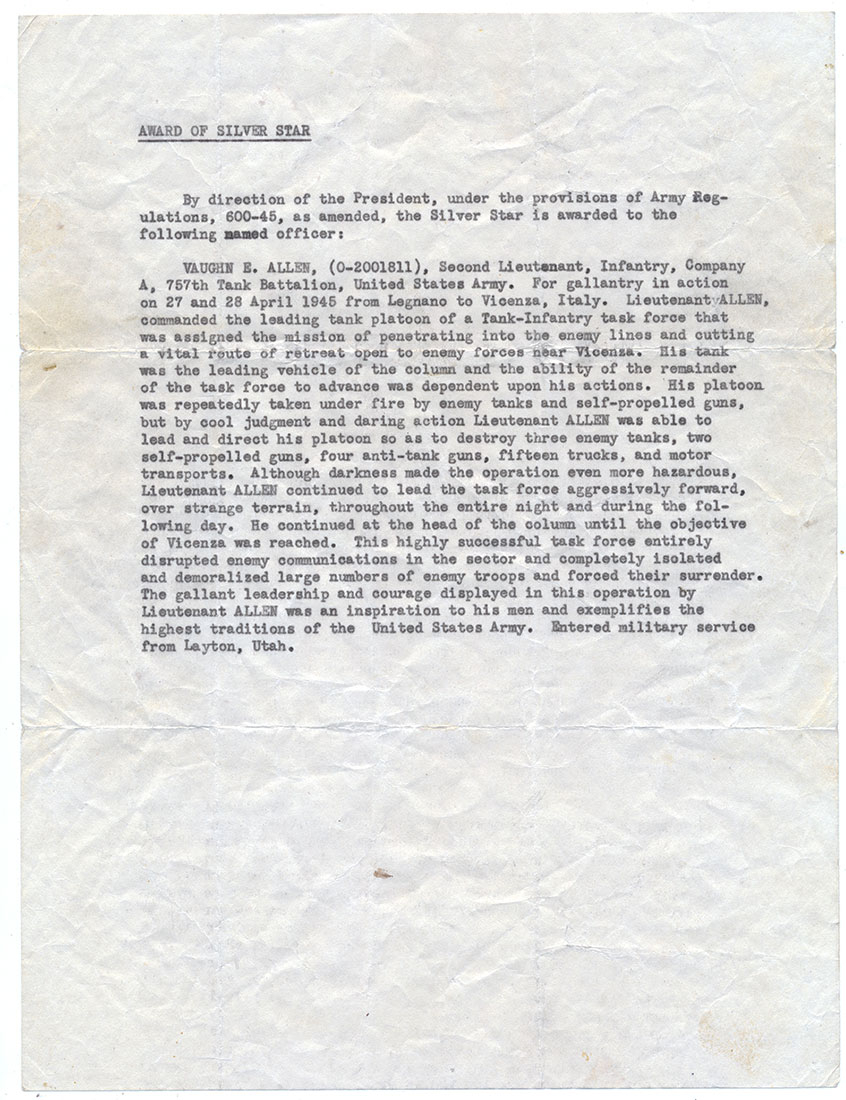 AWARD OF SILVER STAR
By direction of the President, under the provisions of Army Reg-
ulations, 600-45, as amended, the Silver Star is awarded to the
following named officer:
VAUGHN E. ALLEN, (O-2001811), Second Lieutenant, Infantry, Company
A, 757th Tank Battalion, United States Army. For gallantry in action
on 27 and 28 April 1945 from Legnano to Vicenza, Italy. Lieutenant ALLEN,
commanded the leading tank platoon of a Tank-Infantry task force that
was assigned the mission of penetrating into the enemy lines and cutting
a vital route of retreat open to enemy forces near Vicenza. His tank
was the leading vehicle of the column and the ability of the remainder
of the task force to advance was dependent upon his actions. His platoon
was repeatedly taken under fire by enemy tanks and self-propelled guns,
but by cool judgment and daring action Lieutenant ALLEN was able to
lead and direct his platoon so as to destroy three enemy tanks, two
self-propelled guns, four anti-tank guns, fifteen trucks, and motor
transports. Although darkness made the operation even more hazardous,
Lieutenant ALLEN continued to lead the task force aggressively forward,
over strange terrain, throughout the entire night and during the fol-
lowing day. He continued at the head of the column until the objective
of Vicenza was reached. This highly successful task force entirely
disrupted enemy communications in the sector and completely isolated
and demoralized large numbers of enemy troops and forced their surrender.
The gallant leadership and courage displayed in this operation by
Lieutenant ALLEN was an inspiration to his men and exemplifies the
highest traditions of the United States Army. Entered military service
from Layton, Utah.